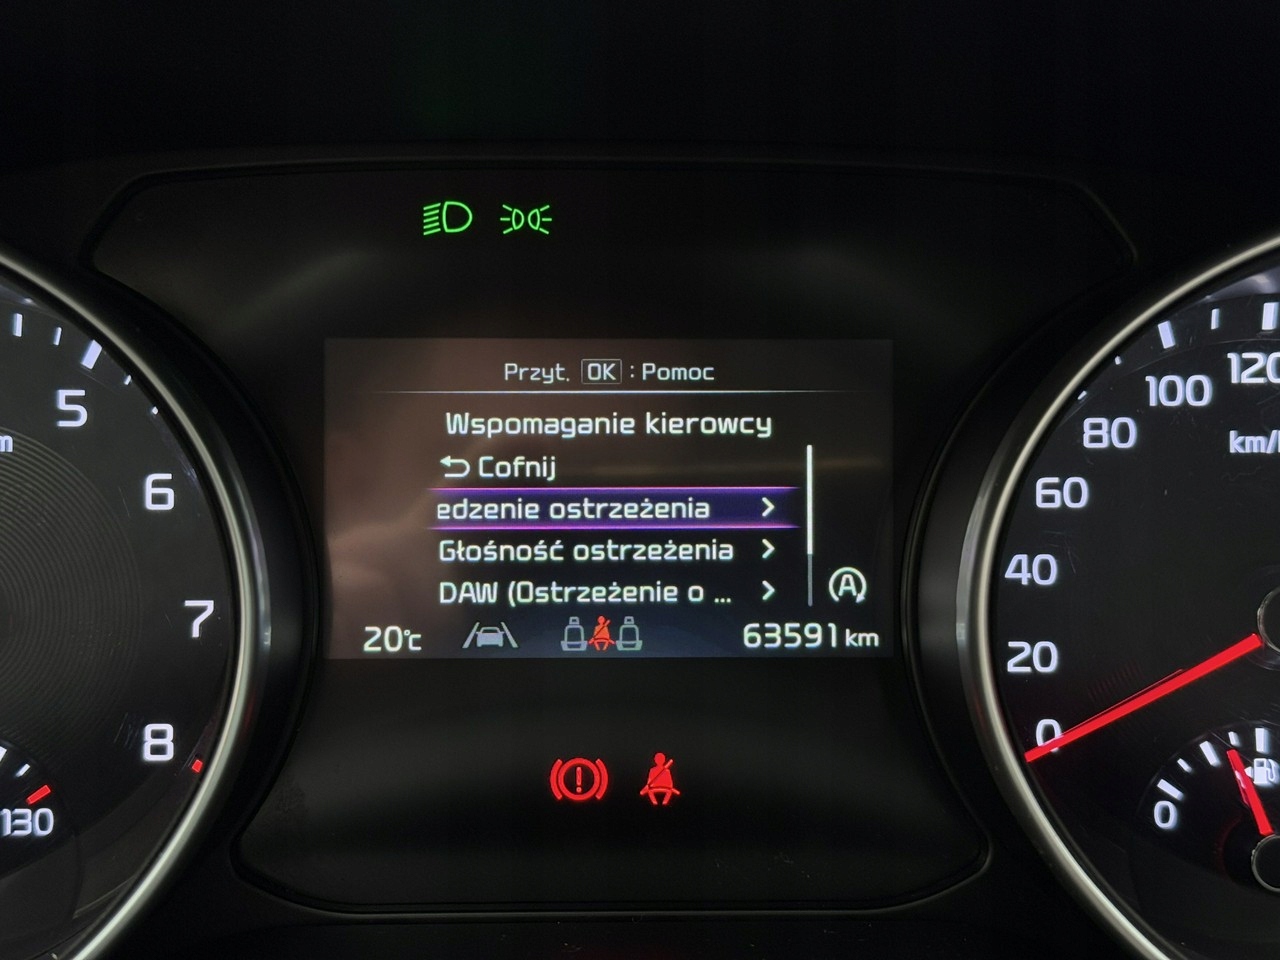 Przyt. OK : Pomoc
Wspomaganie kierowcy
Cofnij
edzenie ostrzeżenia
Głośność ostrzeżenia
DAW (Ostrzeżenie o ...
A
20°c
63591 km
5
6
7
8
130
120
100
80
60
40
20
0
km/
0